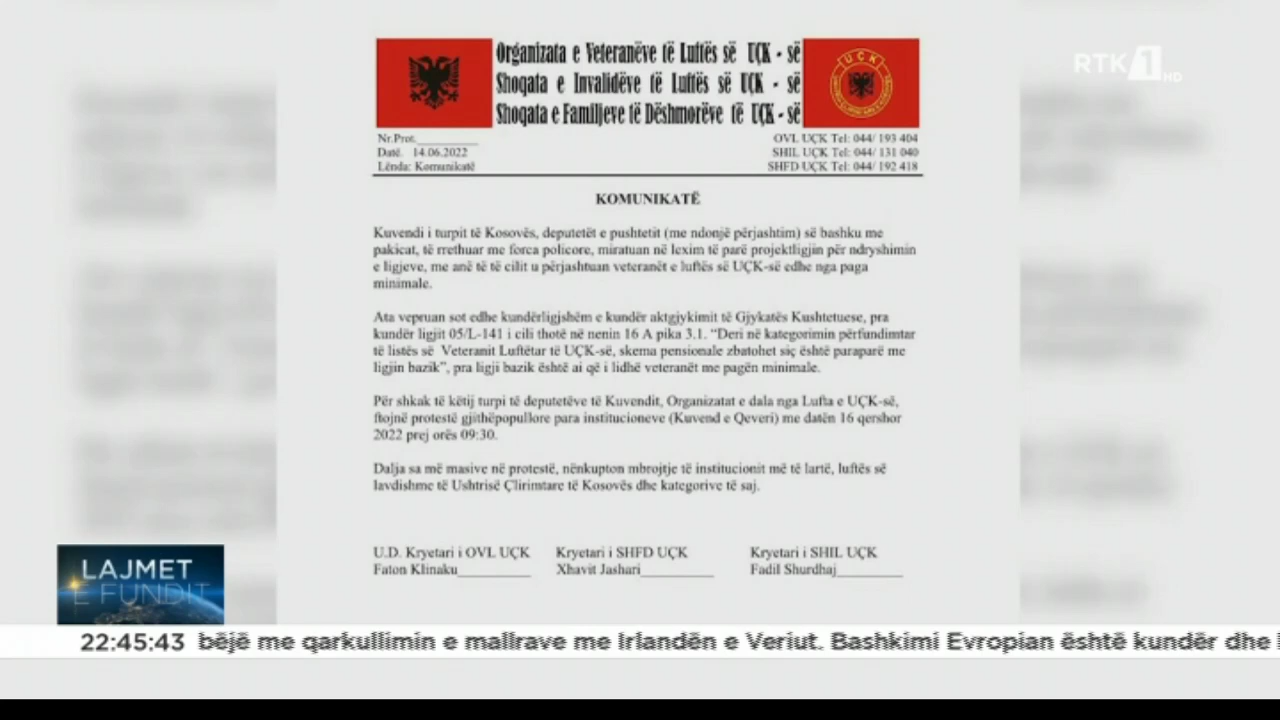 Organizata e Veteranëve të Luftës së UÇK - së
Shoqata e Invalidëve të Luftës së UÇK - së
Shoqata e Familjeve të Dëshmorëve të UÇK - së
UÇK
RTK1
HD
Nr.Prot.__________
Datë. 14.06.2022
Lënda: Komunikatë
OVL UÇK Tel: 044/ 193 404
SHIL UÇK Tel: 044/ 131 040
SHFD UÇK Tel: 044/ 192 418
KOMUNIKATË
Kuvendi i turpit të Kosovës, deputetët e pushtetit (me ndonjë përjashtim) së bashku me
pakicat, të rrethuar me forca policore, miratuan në lexim të parë projektligjin për ndryshimin
e ligjeve, me anë të të cilit u përjashtuan veteranët e luftës së UÇK-së edhe nga paga
minimale.
Ata vepruan sot edhe kundërligjshëm e kundër aktgjykimit të Gjykatës Kushtetuese, pra
kundër ligjit 05/L-141 i cili thotë në nenin 16 A pika 3.1. “Deri në kategorimin përfundimtar
të listës së Veteranit Luftëtar të UÇK-së, skema pensionale zbatohet siç është paraparë me
ligjin bazik”, pra ligji bazik është ai që i lidhë veteranët me pagën minimale.
Për shkak të këtij turpi të deputetëve të Kuvendit, Organizatat e dala nga Lufta e UÇK-së,
ftojnë protestë gjithëpopullore para institucioneve (Kuvend e Qeveri) me datën 16 qershor
2022 prej orës 09:30.
Dalja sa më masive në protestë, nënkupton mbrojtje të institucionit më të lartë, luftës së
lavdishme të Ushtrisë Çlirimtare të Kosovës dhe kategorive të saj.
U.D. Kryetari i OVL UÇK Kryetari i SHFD UÇK Kryetari i SHIL UÇK
Faton Klinaku__________ Xhavit Jashari__________ Fadil Shurdhaj__________
LAJMET
E FUNDIT
22:45:43 bëjë me qarkullimin e mallrave me Irlandën e Veriut. Bashkimi Evropian është kundër dhe